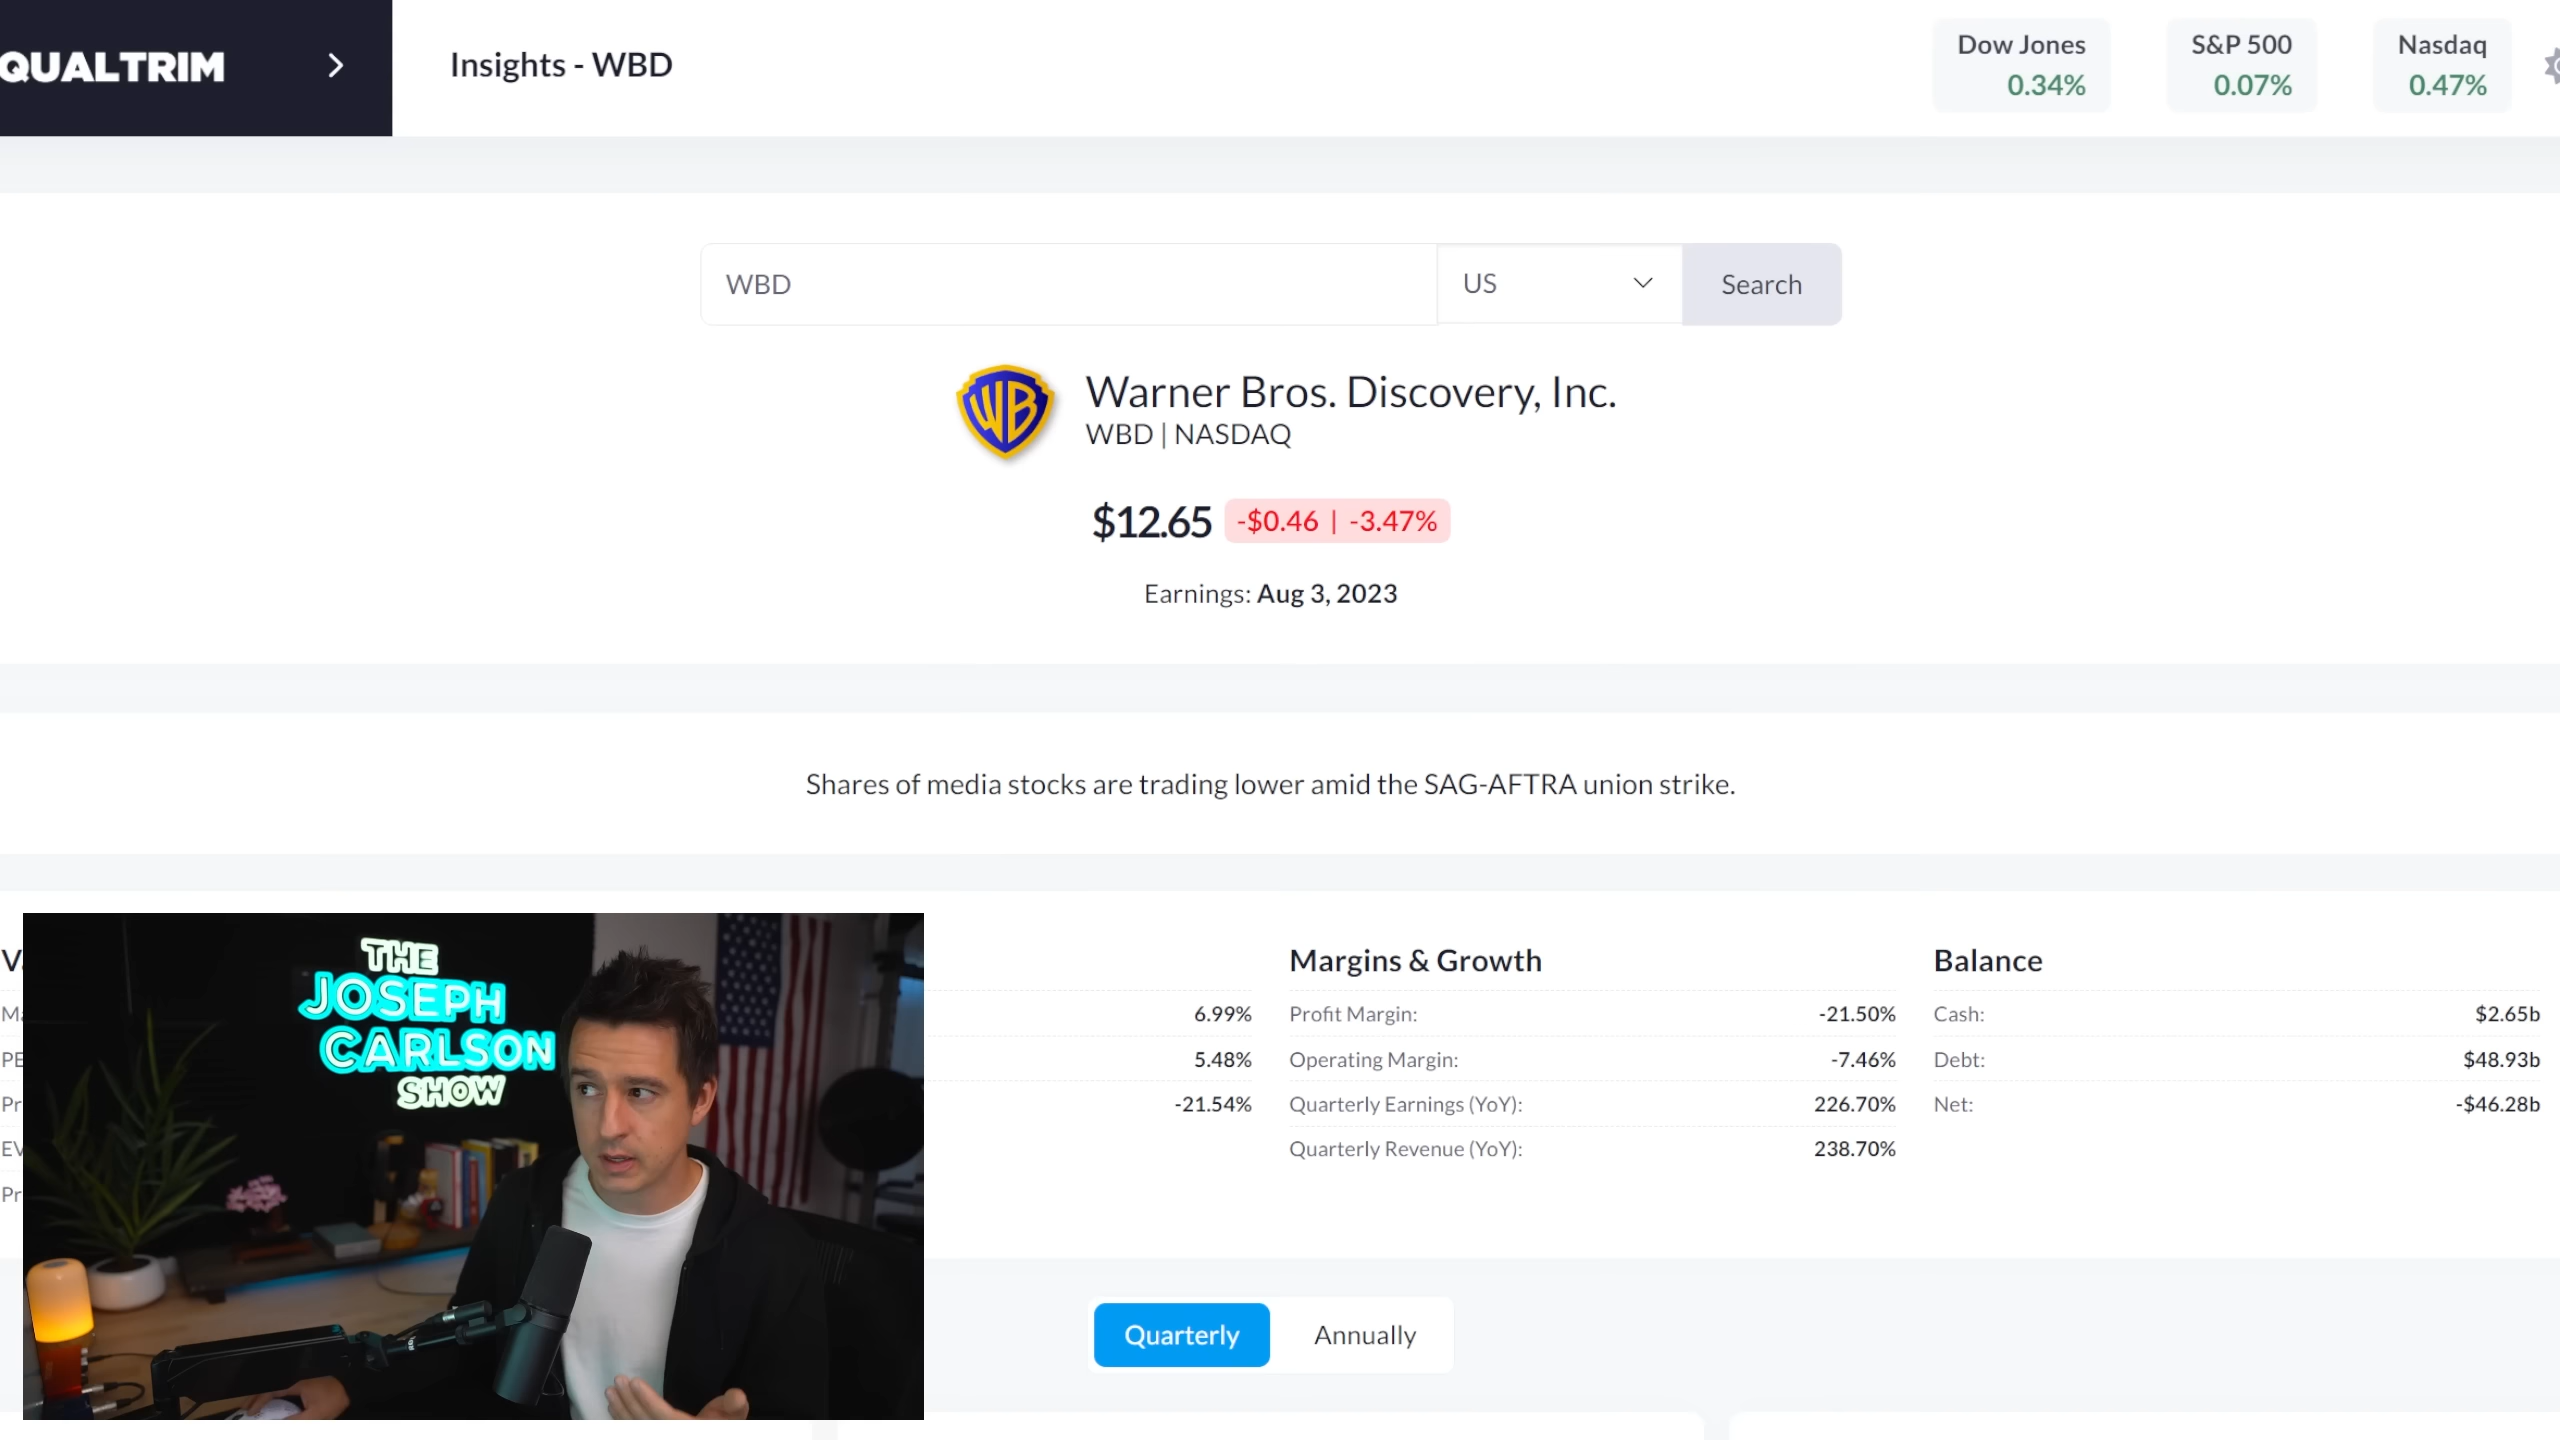 QUALTRIM
Insights - WBD
Dow Jones
0.34%
S&P 500
0.07%
Nasdaq
0.47%
WBD
US
Search
WB
Warner Bros. Discovery, Inc.
WBD | NASDAQ
$12.65 -$0.46 | -3.47%
Earnings: Aug 3, 2023
Shares of media stocks are trading lower amid the SAG-AFTRA union strike.
THE
JOSEPH
CARLSON
SHOW
6.99%
5.48%
-21.54%
Margins & Growth
Profit Margin: -21.50%
Operating Margin: -7.46%
Quarterly Earnings (YoY): 226.70%
Quarterly Revenue (YoY): 238.70%
Balance
Cash: $2.65b
Debt: $48.93b
Net: -$46.28b
Quarterly
Annually